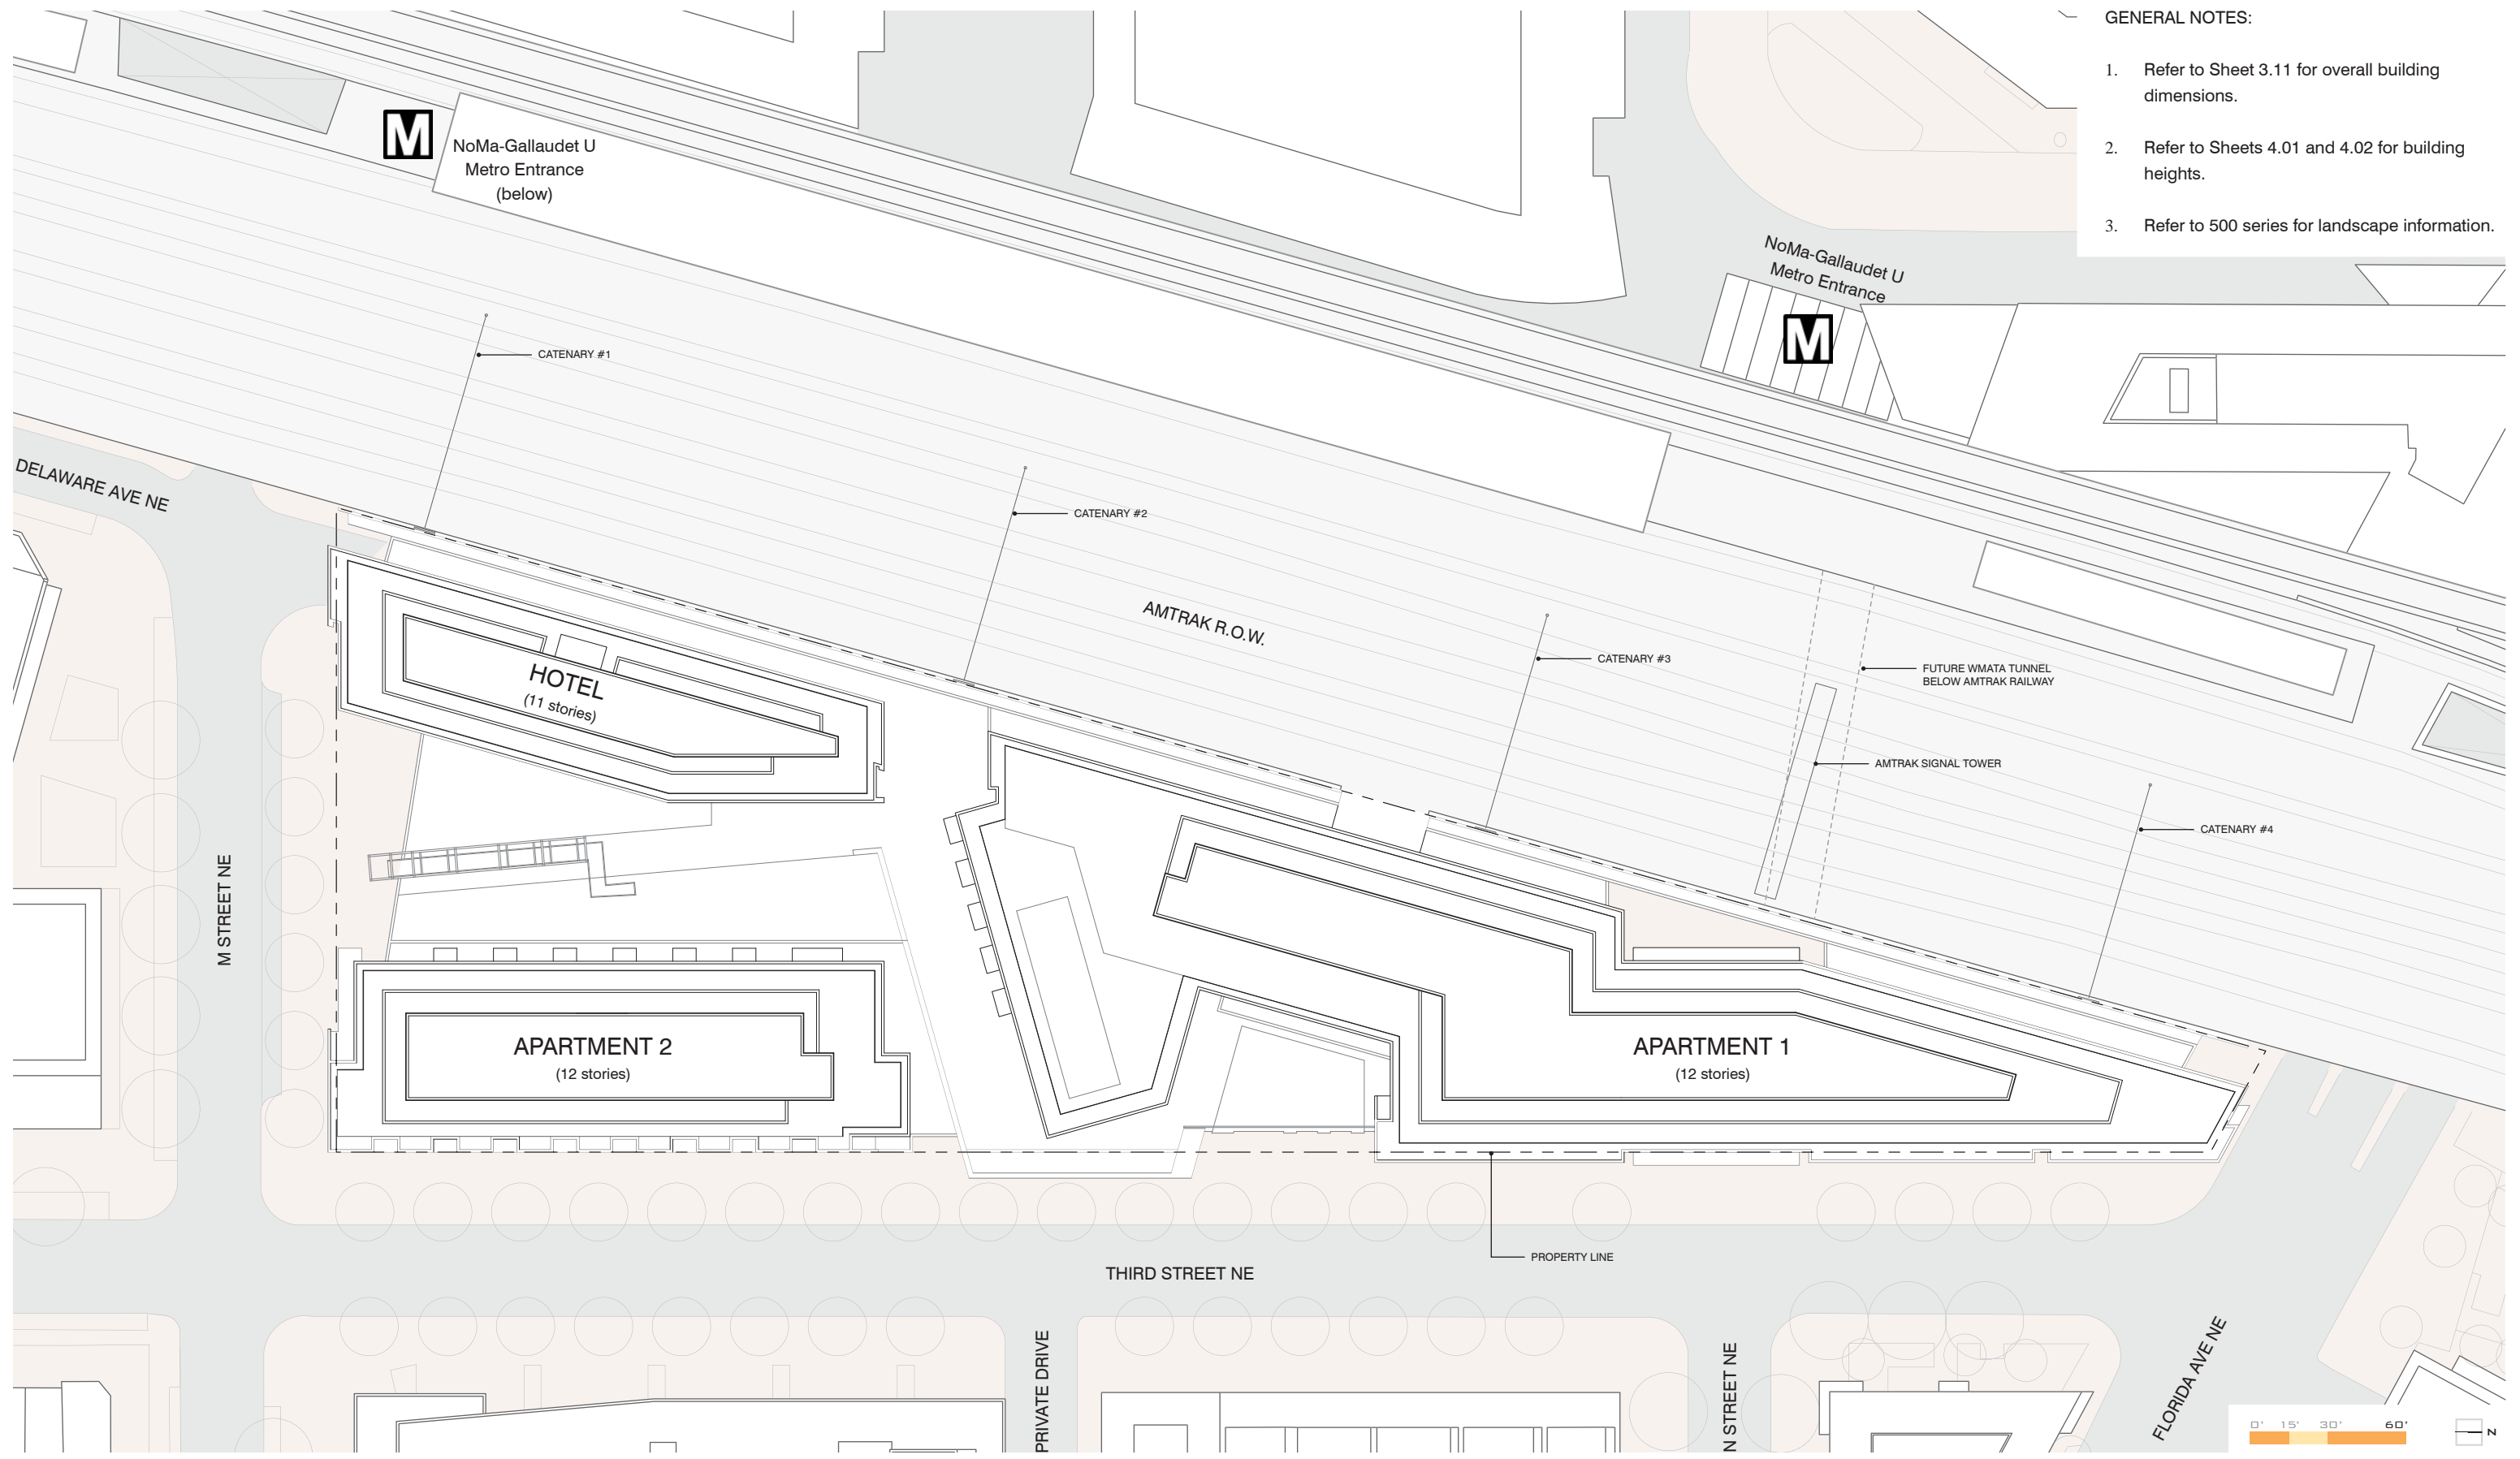 GENERAL NOTES:
1. Refer to Sheet 3.11 for overall building
dimensions.
2. Refer to Sheets 4.01 and 4.02 for building
heights.
3. Refer to 500 series for landscape information.
M
NoMa-Gallaudet U
Metro Entrance
(below)
NoMa-Gallaudet U
Metro Entrance
M
CATENARY #1
DELAWARE AVE NE
CATENARY #2
AMTRAK R.O.W.
CATENARY #3
FUTURE WMATA TUNNEL
BELOW AMTRAK RAILWAY
HOTEL
(11 stories)
AMTRAK SIGNAL TOWER
CATENARY #4
M STREET NE
APARTMENT 2
(12 stories)
APARTMENT 1
(12 stories)
PROPERTY LINE
THIRD STREET NE
PRIVATE DRIVE
N STREET NE
FLORIDA AVE NE
0' 15' 30' 60'
N